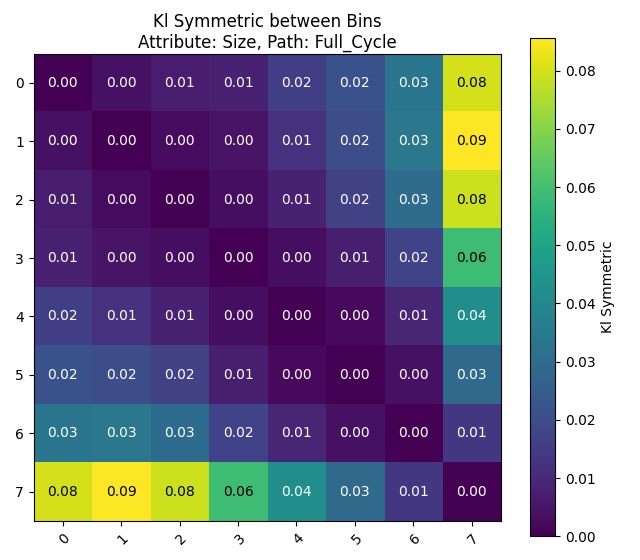 Kl Symmetric between Bins
Attribute: Size, Path: Full_Cycle
0 0.00 0.00 0.01 0.01 0.02 0.02 0.03 0.08
1 0.00 0.00 0.00 0.00 0.01 0.02 0.03 0.09
2 0.01 0.00 0.00 0.00 0.01 0.02 0.03 0.08
3 0.01 0.00 0.00 0.00 0.00 0.01 0.02 0.06
4 0.02 0.01 0.01 0.00 0.00 0.00 0.01 0.04
5 0.02 0.02 0.02 0.01 0.00 0.00 0.00 0.03
6 0.03 0.03 0.03 0.02 0.01 0.00 0.00 0.01
7 0.08 0.09 0.08 0.06 0.04 0.03 0.01 0.00
0 1 2 3 4 5 6 7
0.08
0.07
0.06
0.05
0.04
0.03
0.02
0.01
0.00
Kl Symmetric